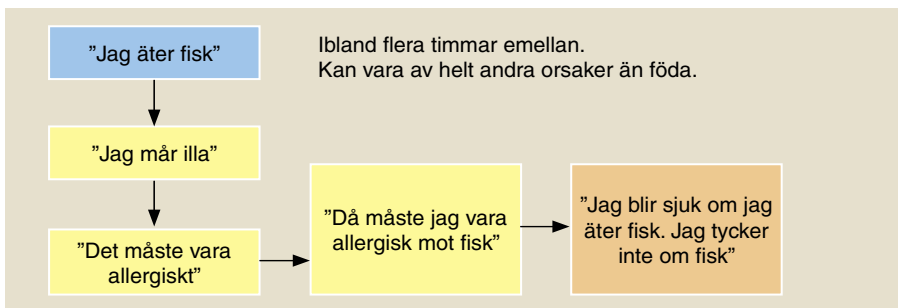 ”Jag äter fisk”
Ibland flera timmar emellan.
Kan vara av helt andra orsaker än föda.
”Jag mår illa”
”Det måste vara
allergiskt”
”Då måste jag vara
allergisk mot fisk”
”Jag blir sjuk om jag
äter fisk. Jag tycker
inte om fisk”